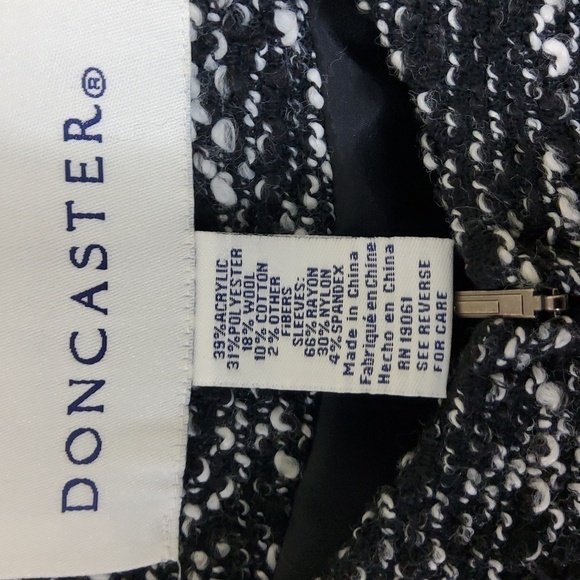 DONCASTER®
39% ACRYLIC
31% POLYESTER
18% WOOL
10% COTTON
2% OTHER
FIBERS
SLEEVES:
66% RAYON
30% NYLON
4% SPANDEX
Made in China
Fabriqué en Chine
Hecho en China
RN 19061
SEE REVERSE
FOR CARE